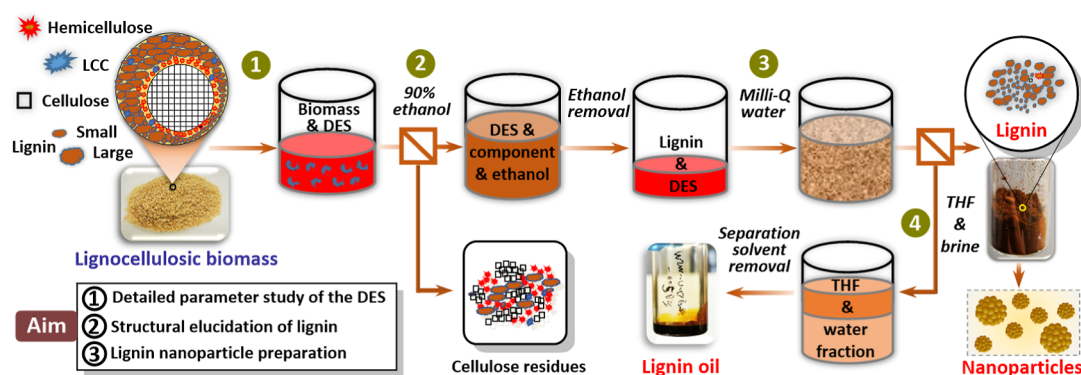 Hemicellulose
LCC
Cellulose
Small
Lignin
Large
Lignocellulosic biomass
1
Biomass
& DES
2
90%
ethanol
DES &
component
& ethanol
Ethanol
removal
Lignin
&
DES
3
Milli-Q
water
Lignin
4
THF
&
brine
Nanoparticles
THF
&
water
fraction
Separation
solvent
removal
Lignin oil
Cellulose residues
Aim
1 Detailed parameter study of the DES
2 Structural elucidation of lignin
3 Lignin nanoparticle preparation